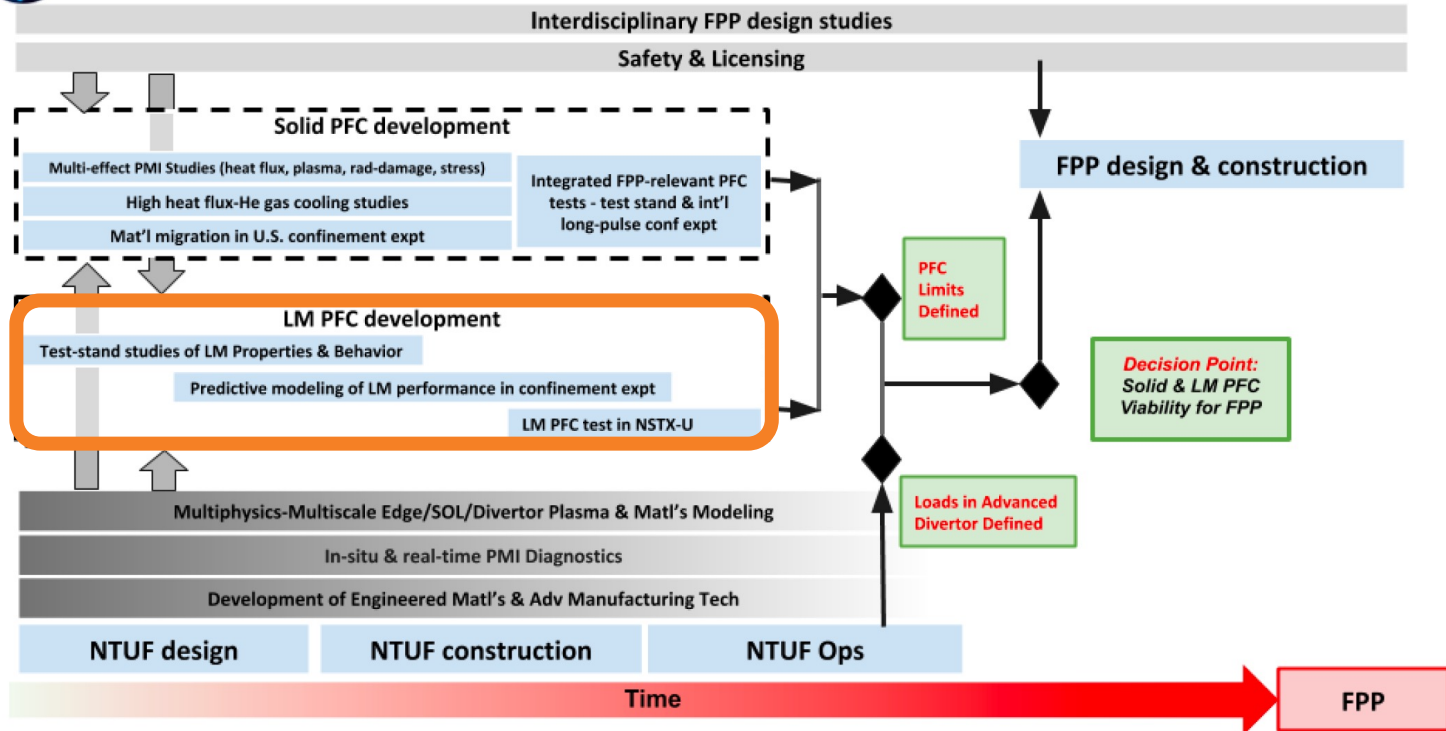 Interdisciplinary FPP design studies
Safety & Licensing
Solid PFC development
Multi-effect PMI Studies (heat flux, plasma, rad-damage, stress)
High heat flux-He gas cooling studies
Mat'l migration in U.S. confinement expt
Integrated FPP-relevant PFC
tests - test stand & int'l
long-pulse conf expt
FPP design & construction
PFC
Limits
Defined
LM PFC development
Test-stand studies of LM Properties & Behavior
Predictive modeling of LM performance in confinement expt
LM PFC test in NSTX-U
Decision Point:
Solid & LM PFC
Viability for FPP
Loads in Advanced
Divertor Defined
Multiphysics-Multiscale Edge/SOL/Divertor Plasma & Matl's Modeling
In-situ & real-time PMI Diagnostics
Development of Engineered Matl's & Adv Manufacturing Tech
NTUF design
NTUF construction
NTUF Ops
Time
FPP